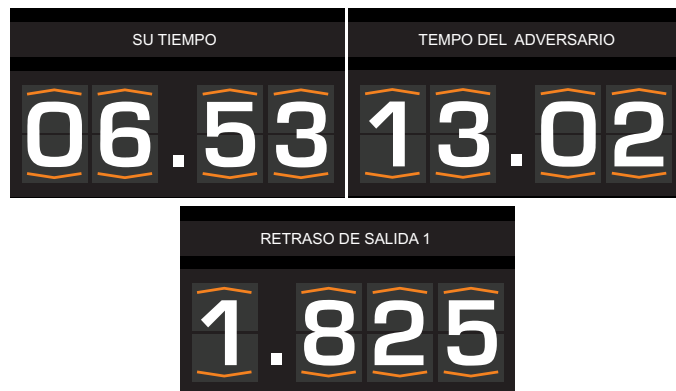 SU TIEMPO
TEMPO DEL ADVERSARIO
06.53
13.02
RETRASO DE SALIDA 1
1.825